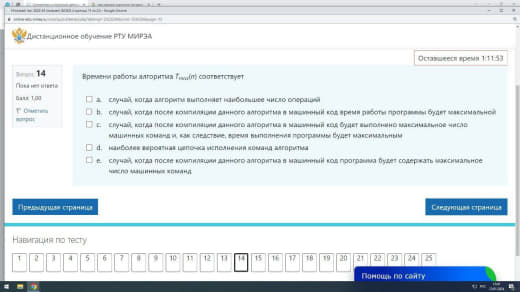 Дистанционное обучение РТУ МИРЭА
Оставшееся время 1:11:53
Вопрос 14
Пока нет ответа
Балл: 1,00
Отметить
вопрос
Времени работы алгоритма Tmax(n) соответствует
a. случай, когда алгоритм выполняет наибольшее число операций
b. случай, когда после компиляции данного алгоритма в машинный код время работы программы будет максимальной
c. случай, когда после компиляции данного алгоритма в машинный код будет выполнено максимальное число
машинных команд и, как следствие, время выполнения программы будет максимальным
d. наиболее вероятная цепочка исполнения команд алгоритма
e. случай, когда после компиляции данного алгоритма в машинный код программа будет содержать максимальное
число машинных команд
Предыдущая страница
Следующая страница
Навигация по тесту
1 2 3 4 5 6 7 8 9 10 11 12 13 14 15 16 17 18 19 20 21 22 23 24 25
Помощь по сайту